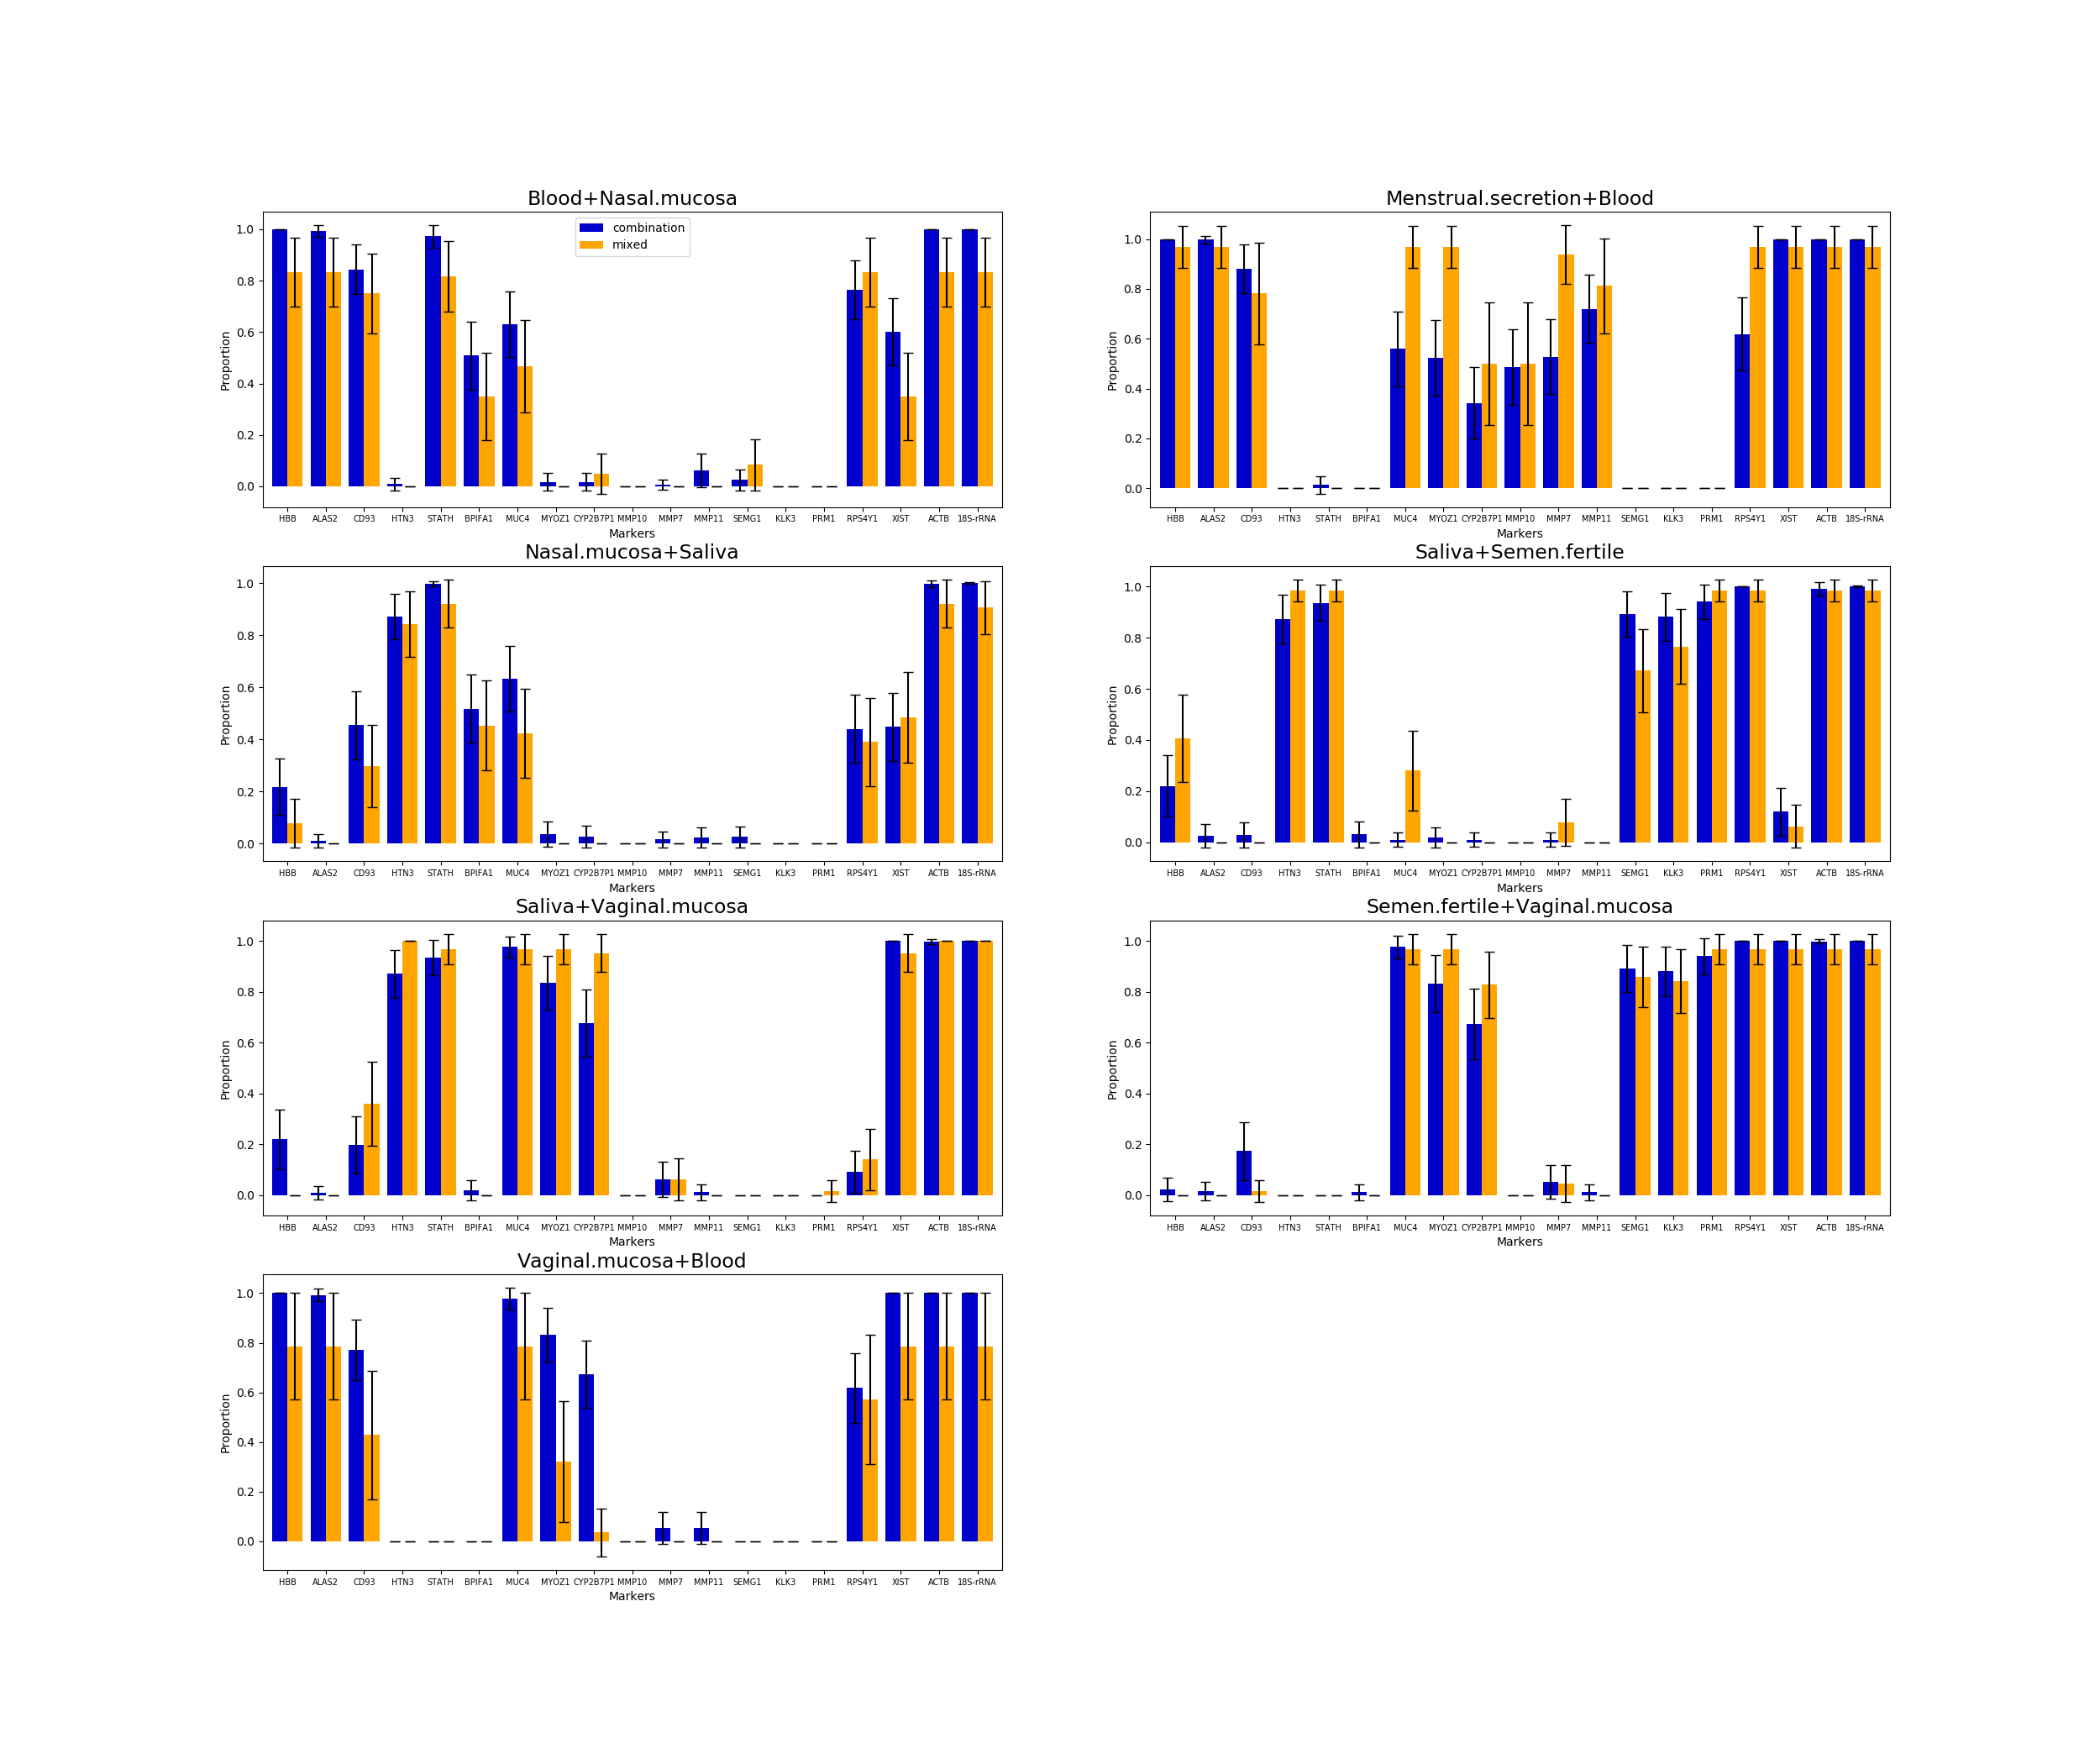 Blood+Nasal.mucosa
combination
mixed
Proportion
1.0
0.8
0.6
0.4
0.2
0.0
HBB ALAS2 CD93 HTN3 STATH BPIFA1 MUC4 MYOZ1 CYP2B7P1 MMP10 MMP7 MMP11 SEMG1 KLK3 PRM1 RPS4Y1 XIST ACTB 18S-rRNA
Markers
Menstrual.secretion+Blood
Proportion
1.0
0.8
0.6
0.4
0.2
0.0
HBB ALAS2 CD93 HTN3 STATH BPIFA1 MUC4 MYOZ1 CYP2B7P1 MMP10 MMP7 MMP11 SEMG1 KLK3 PRM1 RPS4Y1 XIST ACTB 18S-rRNA
Markers
Nasal.mucosa+Saliva
Proportion
1.0
0.8
0.6
0.4
0.2
0.0
HBB ALAS2 CD93 HTN3 STATH BPIFA1 MUC4 MYOZ1 CYP2B7P1 MMP10 MMP7 MMP11 SEMG1 KLK3 PRM1 RPS4Y1 XIST ACTB 18S-rRNA
Markers
Saliva+Semen.fertile
Proportion
1.0
0.8
0.6
0.4
0.2
0.0
HBB ALAS2 CD93 HTN3 STATH BPIFA1 MUC4 MYOZ1 CYP2B7P1 MMP10 MMP7 MMP11 SEMG1 KLK3 PRM1 RPS4Y1 XIST ACTB 18S-rRNA
Markers
Saliva+Vaginal.mucosa
Proportion
1.0
0.8
0.6
0.4
0.2
0.0
HBB ALAS2 CD93 HTN3 STATH BPIFA1 MUC4 MYOZ1 CYP2B7P1 MMP10 MMP7 MMP11 SEMG1 KLK3 PRM1 RPS4Y1 XIST ACTB 18S-rRNA
Markers
Semen.fertile+Vaginal.mucosa
Proportion
1.0
0.8
0.6
0.4
0.2
0.0
HBB ALAS2 CD93 HTN3 STATH BPIFA1 MUC4 MYOZ1 CYP2B7P1 MMP10 MMP7 MMP11 SEMG1 KLK3 PRM1 RPS4Y1 XIST ACTB 18S-rRNA
Markers
Vaginal.mucosa+Blood
Proportion
1.0
0.8
0.6
0.4
0.2
0.0
HBB ALAS2 CD93 HTN3 STATH BPIFA1 MUC4 MYOZ1 CYP2B7P1 MMP10 MMP7 MMP11 SEMG1 KLK3 PRM1 RPS4Y1 XIST ACTB 18S-rRNA
Markers